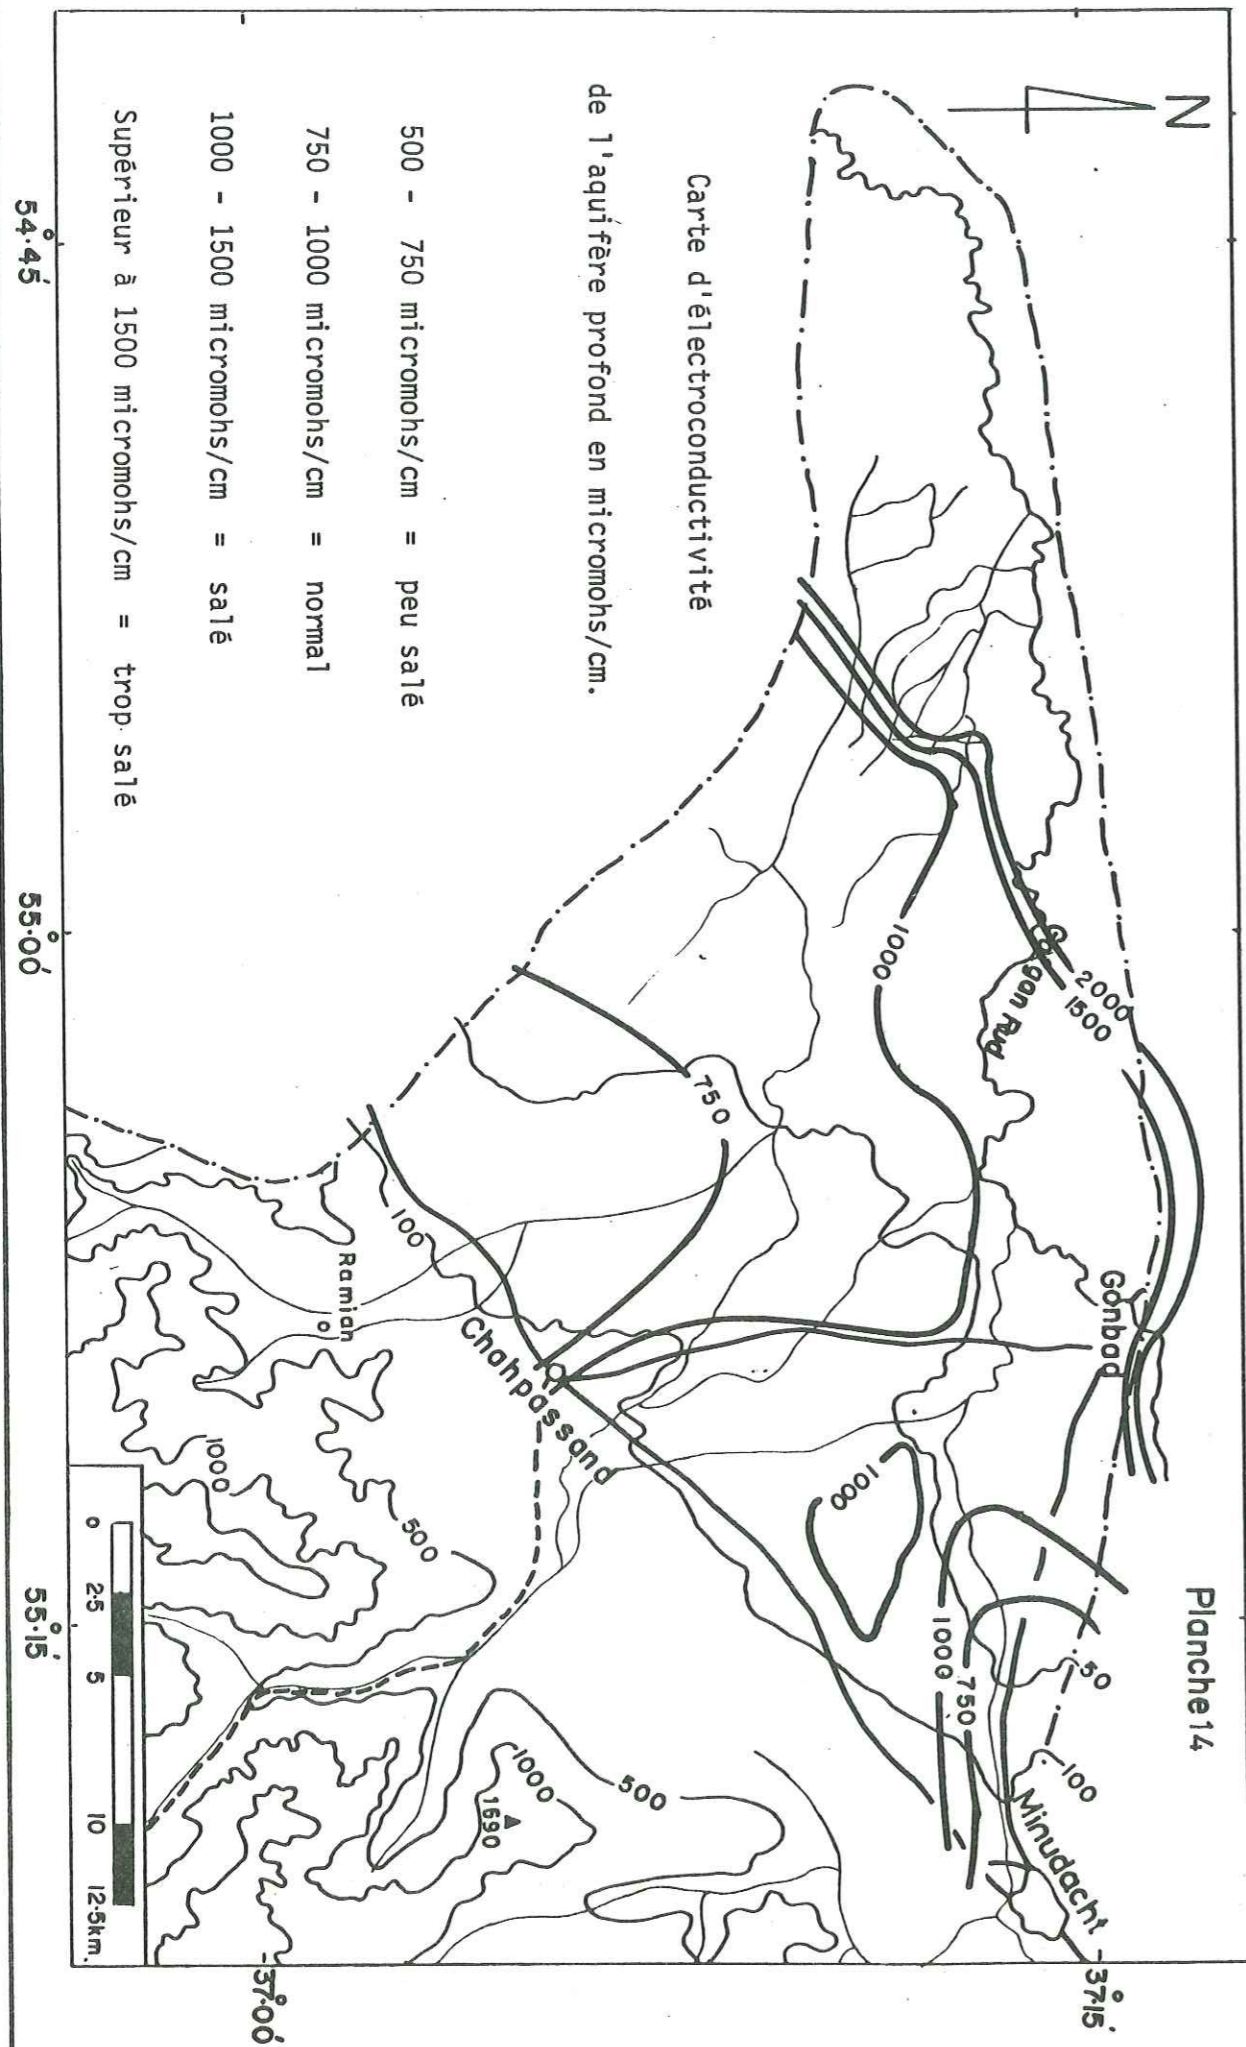 Planche 14
N
Carte d'électroconductivité
de l'aquifère profond en micromohs/cm.
500 - 750 micromohs/cm = peu salé
750 - 1000 micromohs/cm = normal
1000 - 1500 micromohs/cm = salé
Supérieur à 1500 micromohs/cm = trop salé
2000
1500
Gorgan Rud
1000
750
100
Gonbad
Ramian
Chahpassand
1000
1000
750
50
100
Minudacht
500
1000
500
1000
1590
37°15'
37°00'
54°45'
55°00'
55°15'
0 2·5 5 10 12·5km.